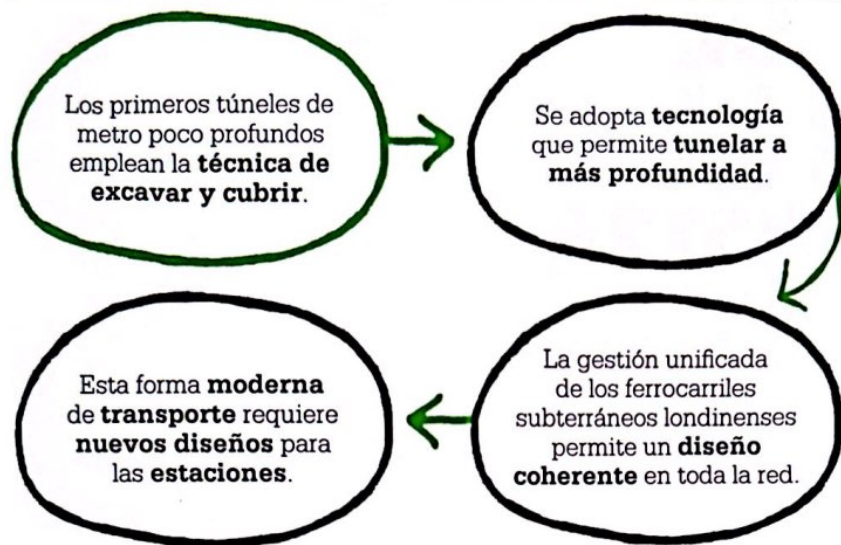 Los primeros túneles de
metro poco profundos
emplean la técnica de
excavar y cubrir.
Se adopta tecnología
que permite tunelar a
más profundidad.
La gestión unificada
de los ferrocarriles
subterráneos londinenses
permite un diseño
coherente en toda la red.
Esta forma moderna
de transporte requiere
nuevos diseños para
las estaciones.